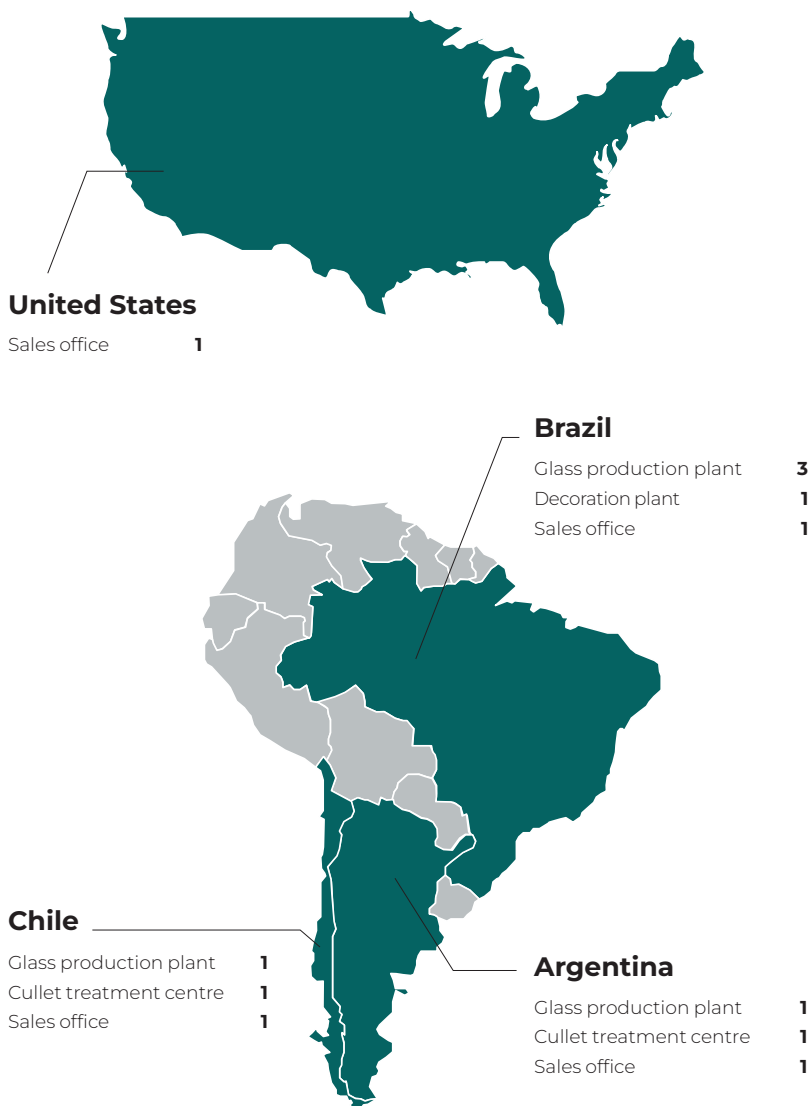 United States
Sales office 1
Brazil
Glass production plant 3
Decoration plant 1
Sales office 1
Chile
Glass production plant 1
Cullet treatment centre 1
Sales office 1
Argentina
Glass production plant 1
Cullet treatment centre 1
Sales office 1